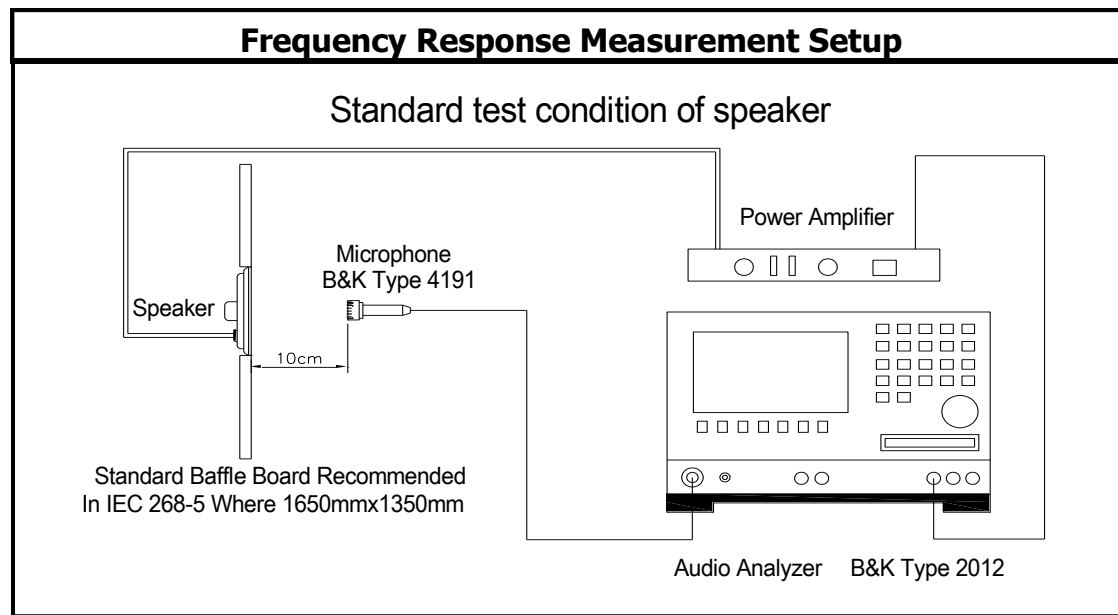 Frequency Response Measurement Setup
Standard test condition of speaker
Power Amplifier
Microphone
B&K Type 4191
Speaker
10cm
Standard Baffle Board Recommended
In IEC 268-5 Where 1650mmx1350mm
Audio Analyzer B&K Type 2012